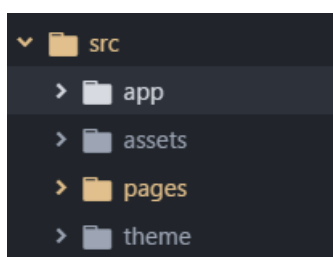 src
app
assets
pages
theme